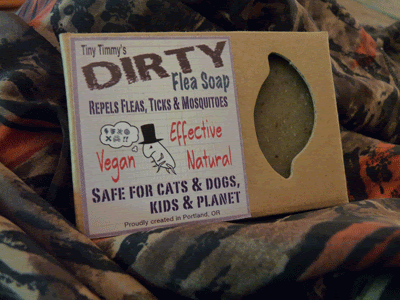 Tiny Timmy's
DIRTY
Flea Soap
REPELS FLEAS, TICKS & MOSQUITOES
Effective
Vegan
Natural
SAFE FOR CATS & DOGS,
KIDS & PLANET
Proudly created in Portland, OR